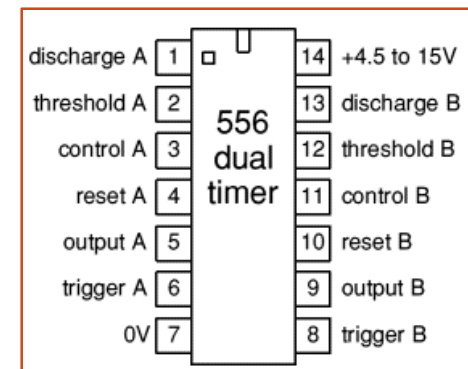 discharge A 1 14 +4.5 to 15V
threshold A 2 13 discharge B
control A 3 12 threshold B
reset A 4 11 control B
output A 5 10 reset B
trigger A 6 9 output B
0V 7 8 trigger B
556
dual
timer